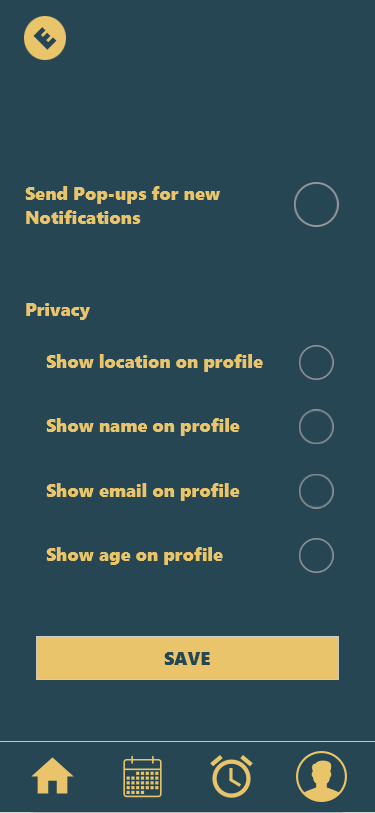 E
Send Pop-ups for new
Notifications
Privacy
Show location on profile
Show name on profile
Show email on profile
Show age on profile
SAVE